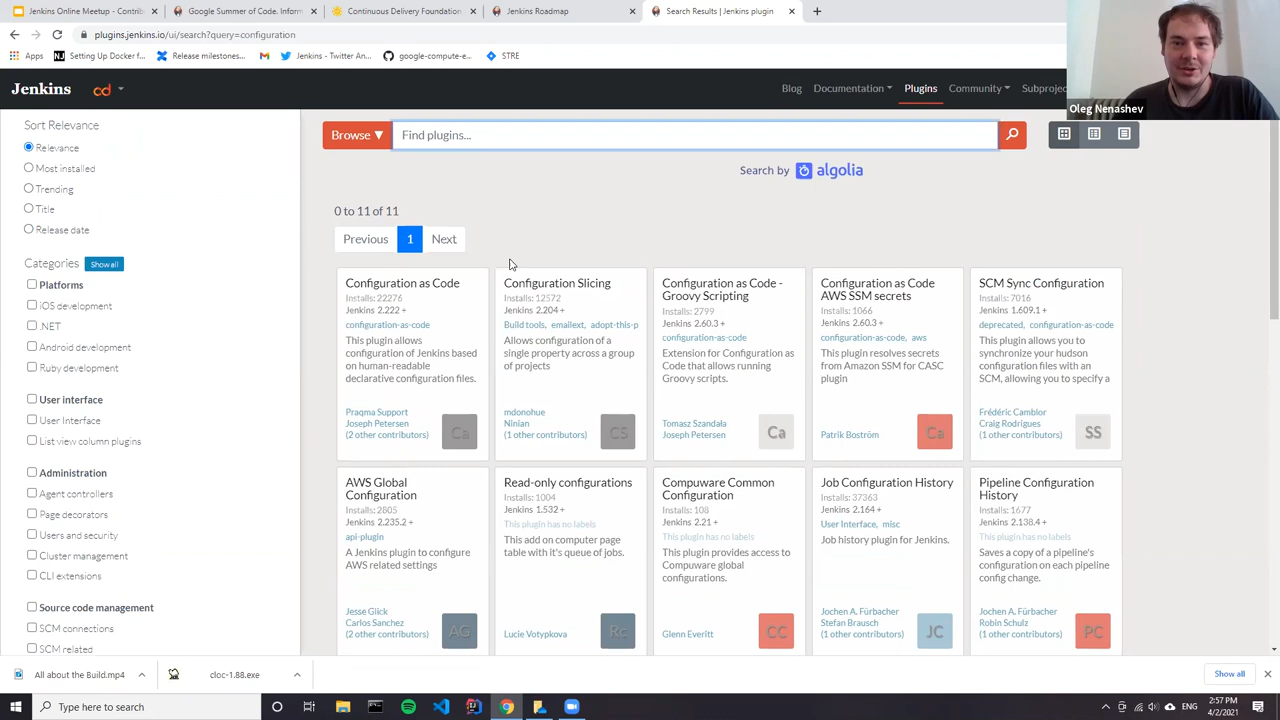 Jenkins Online Meetup - Contrib
Google Summer of Code. Inform
Continuous Delivery Foundation
Jenkins Roadmap
Search Results | Jenkins plugin
plugins.jenkins.io/ui/search?query=configuration
Apps
Setting Up Docker f...
Release milestones...
Jenkins - Twitter An...
google-compute-e...
STRE
Jenkins
cd
Blog
Documentation
Plugins
Community
Subproj
Oleg Nenashev
Sort Relevance
Relevance
Most installed
Trending
Title
Release date
Categories Show all
Platforms
iOS development
.NET
Android development
Ruby development
User interface
User Interface
List view column plugins
Administration
Agent controllers
Page decorators
Users and security
Cluster management
CLI extensions
Source code management
SCM connections
SCM related
Browse ▼
Find plugins...
Search by algolia
0 to 11 of 11
Previous 1 Next
Configuration as Code
Installs: 22276
Jenkins 2.222 +
configuration-as-code
This plugin allows
configuration of Jenkins based
on human-readable
declarative configuration files.
Praqma Support
Joseph Petersen
(2 other contributors)
Ca
Configuration Slicing
Installs: 12572
Jenkins 2.204 +
Build tools, emailext, adopt-this-p
Allows configuration of a
single property across a group
of projects
mdonohue
Ninian
(1 other contributors)
CS
Configuration as Code -
Groovy Scripting
Installs: 2799
Jenkins 2.60.3 +
configuration-as-code
Extension for Configuration as
Code that allows running
Groovy scripts.
Tomasz Szandała
Joseph Petersen
Ca
Configuration as Code
AWS SSM secrets
Installs: 1066
Jenkins 2.60.3 +
configuration-as-code, aws
This plugin resolves secrets
from Amazon SSM for CASC
plugin
Patrik Boström
Ca
SCM Sync Configuration
Installs: 7016
Jenkins 1.609.1 +
deprecated, configuration-as-code
This plugin allows you to
synchronize your hudson
configuration files with an
SCM, allowing you to specify a
Frédéric Camblor
Craig Rodrigues
(1 other contributors)
SS
AWS Global
Configuration
Installs: 2805
Jenkins 2.235.2 +
api-plugin
A Jenkins plugin to configure
AWS related settings
Jesse Glick
Carlos Sanchez
(2 other contributors)
AG
Read-only configurations
Installs: 1004
Jenkins 1.532 +
This plugin has no labels
This add on computer page
table with it's queue of jobs.
Lucie Votypkova
Rc
Compuware Common
Configuration
Installs: 108
Jenkins 2.21 +
This plugin has no labels
This plugin provides access to
Compuware global
configurations.
Glenn Everitt
CC
Job Configuration History
Installs: 37363
Jenkins 2.164 +
User Interface, misc
Job history plugin for Jenkins.
Jochen A. Fürbacher
Stefan Brausch
(1 other contributors)
JC
Pipeline Configuration
History
Installs: 1677
Jenkins 2.138.4 +
This plugin has no labels
Saves a copy of a pipeline's
configuration on each pipeline
config change.
Jochen A. Fürbacher
Robin Schulz
(1 other contributors)
PC
All about the Build.mp4
cloc-1.88.exe
Show all
Type here to search
ENG
2:57 PM
4/2/2021